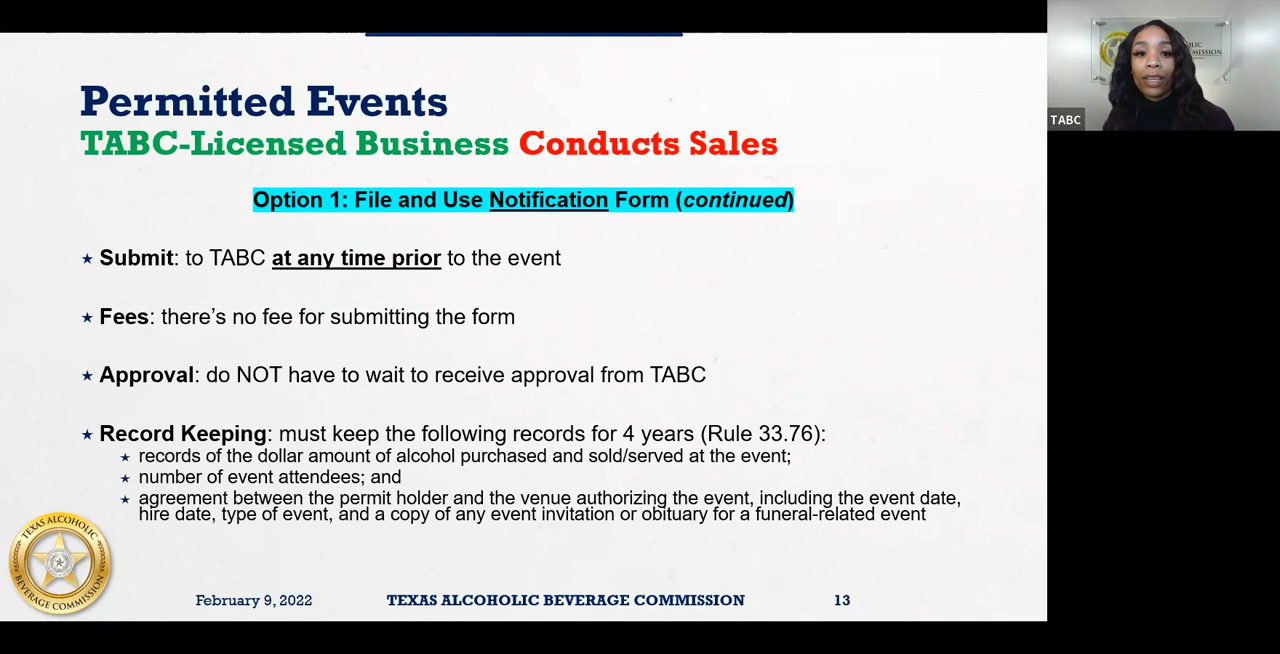 Permitted Events
TABC-Licensed Business Conducts Sales
Option 1: File and Use Notification Form (continued)
★ Submit: to TABC at any time prior to the event
★ Fees: there’s no fee for submitting the form
★ Approval: do NOT have to wait to receive approval from TABC
★ Record Keeping: must keep the following records for 4 years (Rule 33.76):
★ records of the dollar amount of alcohol purchased and sold/served at the event;
★ number of event attendees; and
★ agreement between the permit holder and the venue authorizing the event, including the event date,
hire date, type of event, and a copy of any event invitation or obituary for a funeral-related event
TEXAS ALCOHOLIC
BEVERAGE COMMISSION
February 9, 2022 TEXAS ALCOHOLIC BEVERAGE COMMISSION 13
TABC